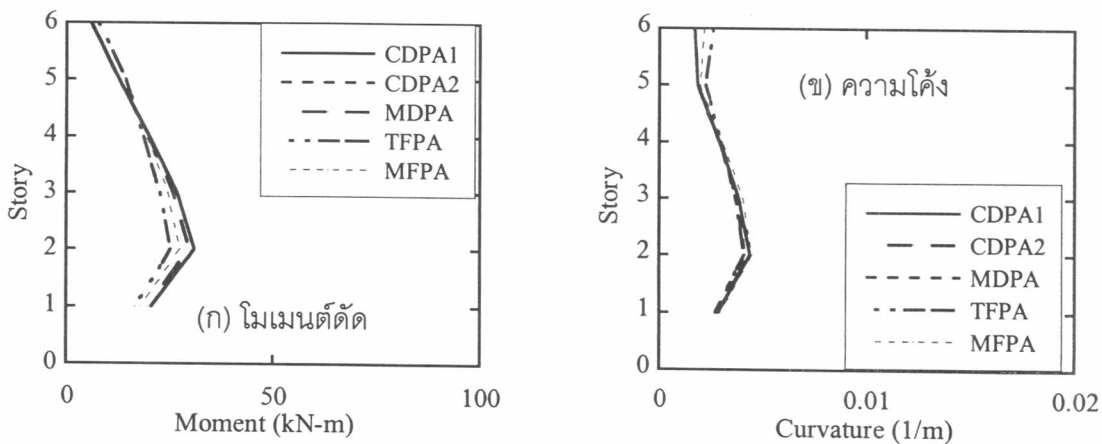 6
5
4
3
2
1
0
Story
CDPA1
CDPA2
MDPA
TFPA
MFPA
(ก) โมเมนต์ดัด
0
50
100
Moment (kN-m)
6
5
4
3
2
1
0
Story
(ข) ความโค้ง
CDPA1
CDPA2
MDPA
TFPA
MFPA
0
0.01
0.02
Curvature (1/m)